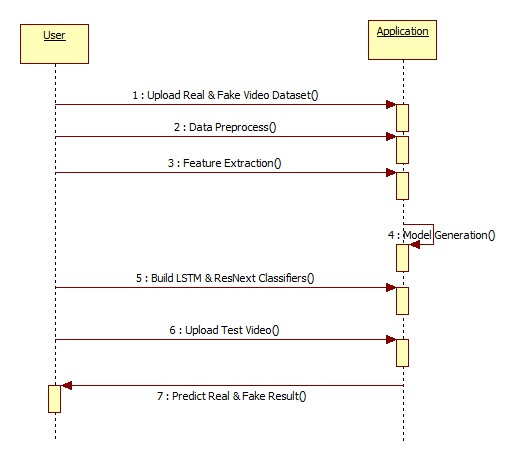 User
Application
1 : Upload Real & Fake Video Dataset()
2 : Data Preprocess()
3 : Feature Extraction()
4 : Model Generation()
5 : Build LSTM & ResNext Classifiers()
6 : Upload Test Video()
7 : Predict Real & Fake Result()